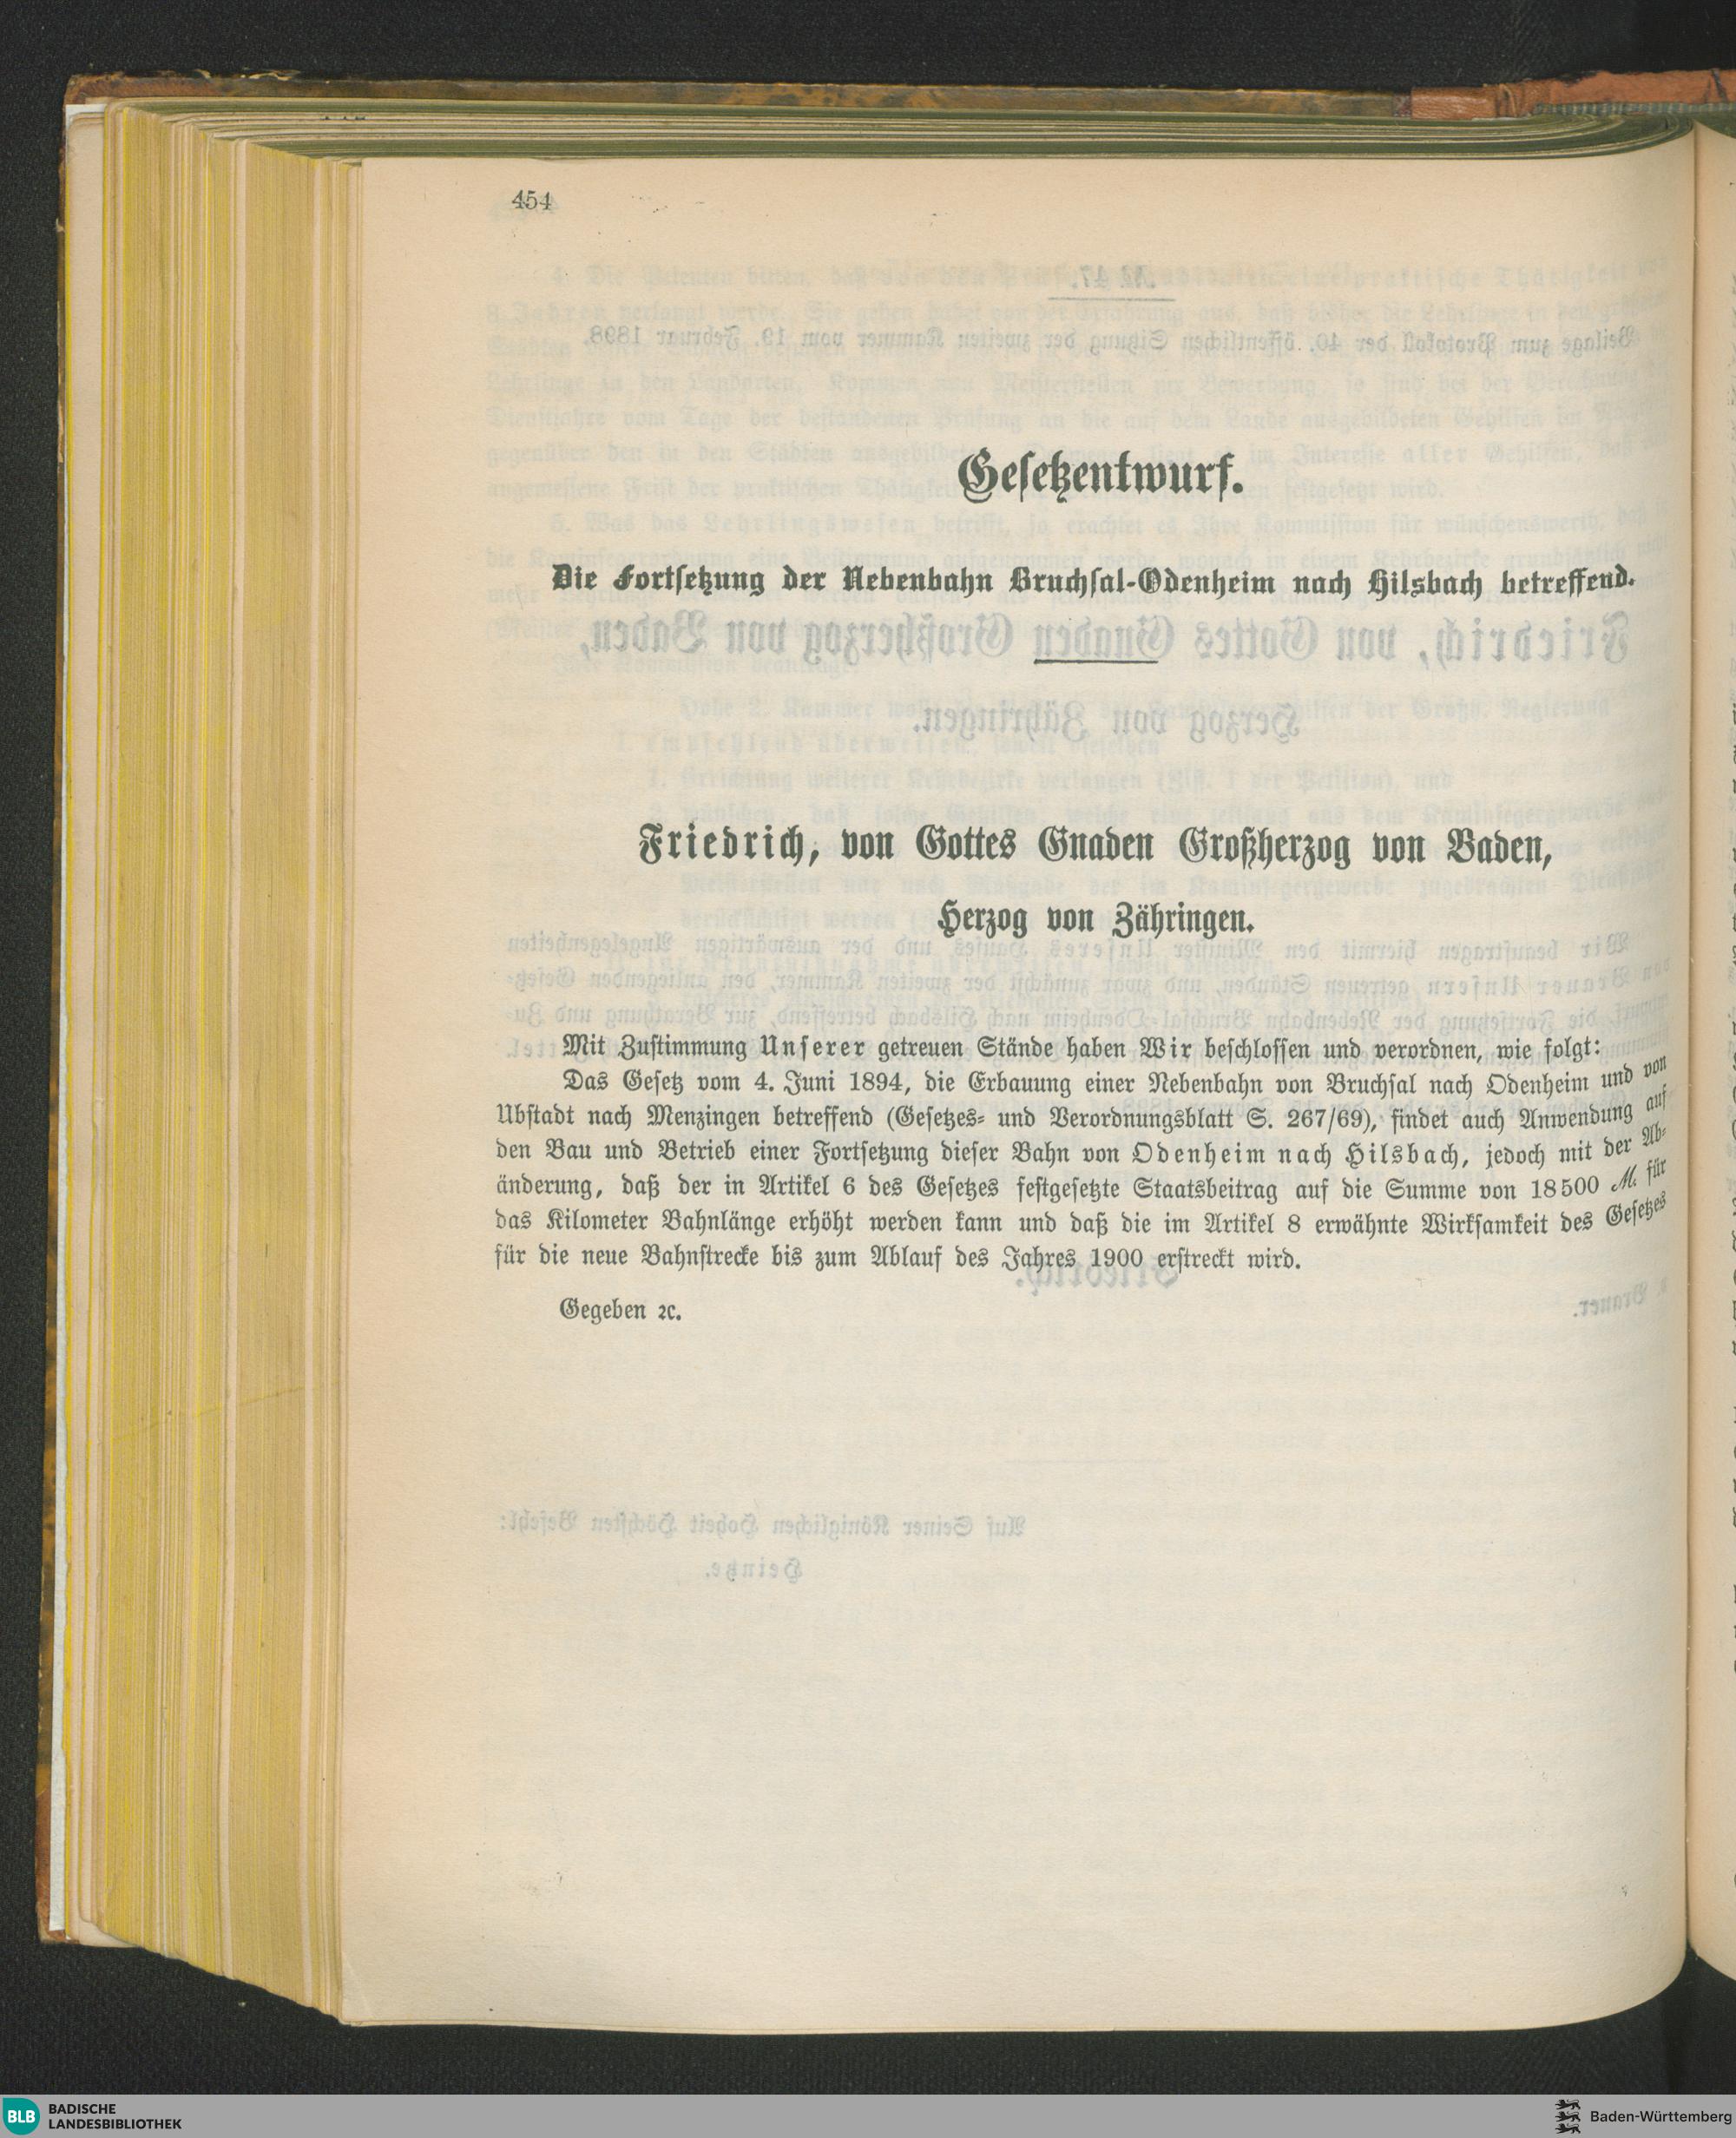 454
Gesetzentwurf.
Die Fortsetzung der Nebenbahn Bruchsal-Odenheim nach Hilsbach betreffend.
Friedrich, von Gottes Gnaden Großherzog von Baden,
Herzog von Zähringen.
Mit Zustimmung Unserer getreuen Stände haben Wir beschlossen und verordnen, wie folgt:
Das Gesetz vom 4. Juni 1894, die Erbauung einer Nebenbahn von Bruchsal nach Odenheim und von
Ubstadt nach Menzingen betreffend (Gesetzes- und Verordnungsblatt S. 267/69), findet auch Anwendung auf
den Bau und Betrieb einer Fortsetzung dieser Bahn von Odenheim nach Hilsbach, jedoch mit der Ab-
änderung, daß der in Artikel 6 des Gesetzes festgesetzte Staatsbeitrag auf die Summe von 18500 M. für
das Kilometer Bahnlänge erhöht werden kann und daß die im Artikel 8 erwähnte Wirksamkeit des Gesetzes
für die neue Bahnstrecke bis zum Ablauf des Jahres 1900 erstreckt wird.
Gegeben ꝛc.
BLB BADISCHE
LANDESBIBLIOTHEK
Baden-Württemberg